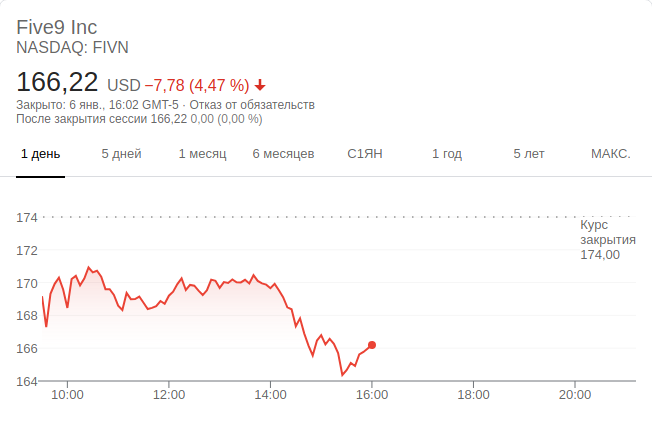 Five9 Inc
NASDAQ: FIVN
166,22 USD −7,78 (4,47 %)
Закрыто: 6 янв., 16:02 GMT-5 · Отказ от обязательств
После закрытия сессии 166,22 0,00 (0,00 %)
1 день 5 дней 1 месяц 6 месяцев С1ЯН 1 год 5 лет МАКС.
174
Курс
закрытия
174,00
172
170
168
166
164
10:00 12:00 14:00 16:00 18:00 20:00